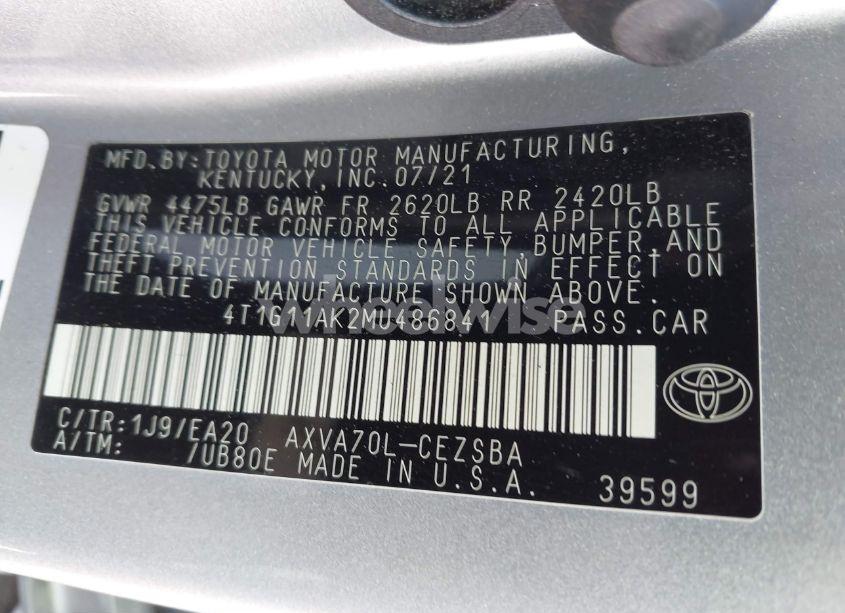 MFD.BY:TOYOTA MOTOR MANUFACTURING,
KENTUCKY,INC.07/21
GVWR 4475LB GAWR FR 2620LB RR 2420LB
THIS VEHICLE CONFORMS TO ALL APPLICABLE
FEDERAL MOTOR VEHICLE SAFETY,BUMPER,AND
THEFT PREVENTION STANDARDS IN EFFECT ON
THE DATE OF MANUFACTURE SHOWN ABOVE.
wheelwise
4T1G11AK2MU486841 PASS.CAR
C/TR:1J9/EA20 AXVA70L-CEZSBA
A/TM: /UB80E MADE IN U.S.A.
39599